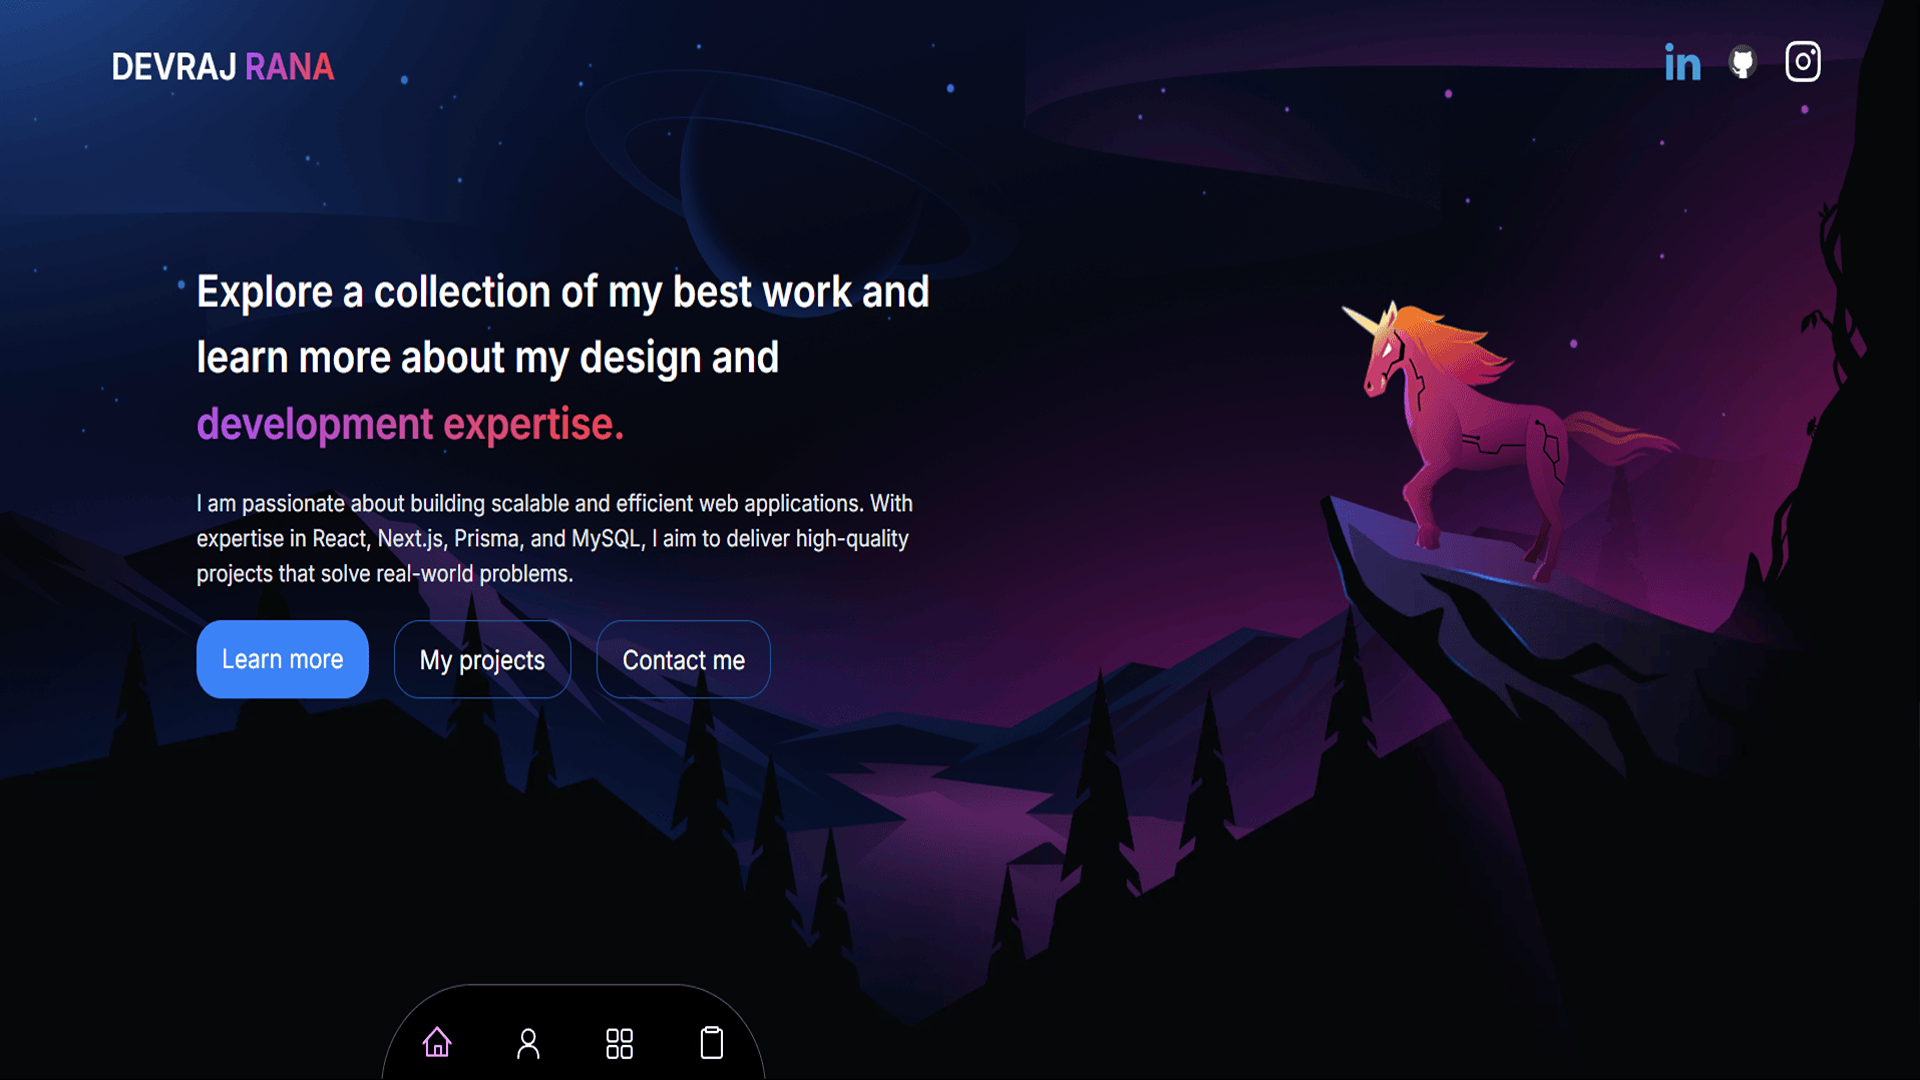 DEVRAJ RANA
in
Explore a collection of my best work and
learn more about my design and
development expertise.
I am passionate about building scalable and efficient web applications. With
expertise in React, Next.js, Prisma, and MySQL, I aim to deliver high-quality
projects that solve real-world problems.
Learn more
My projects
Contact me